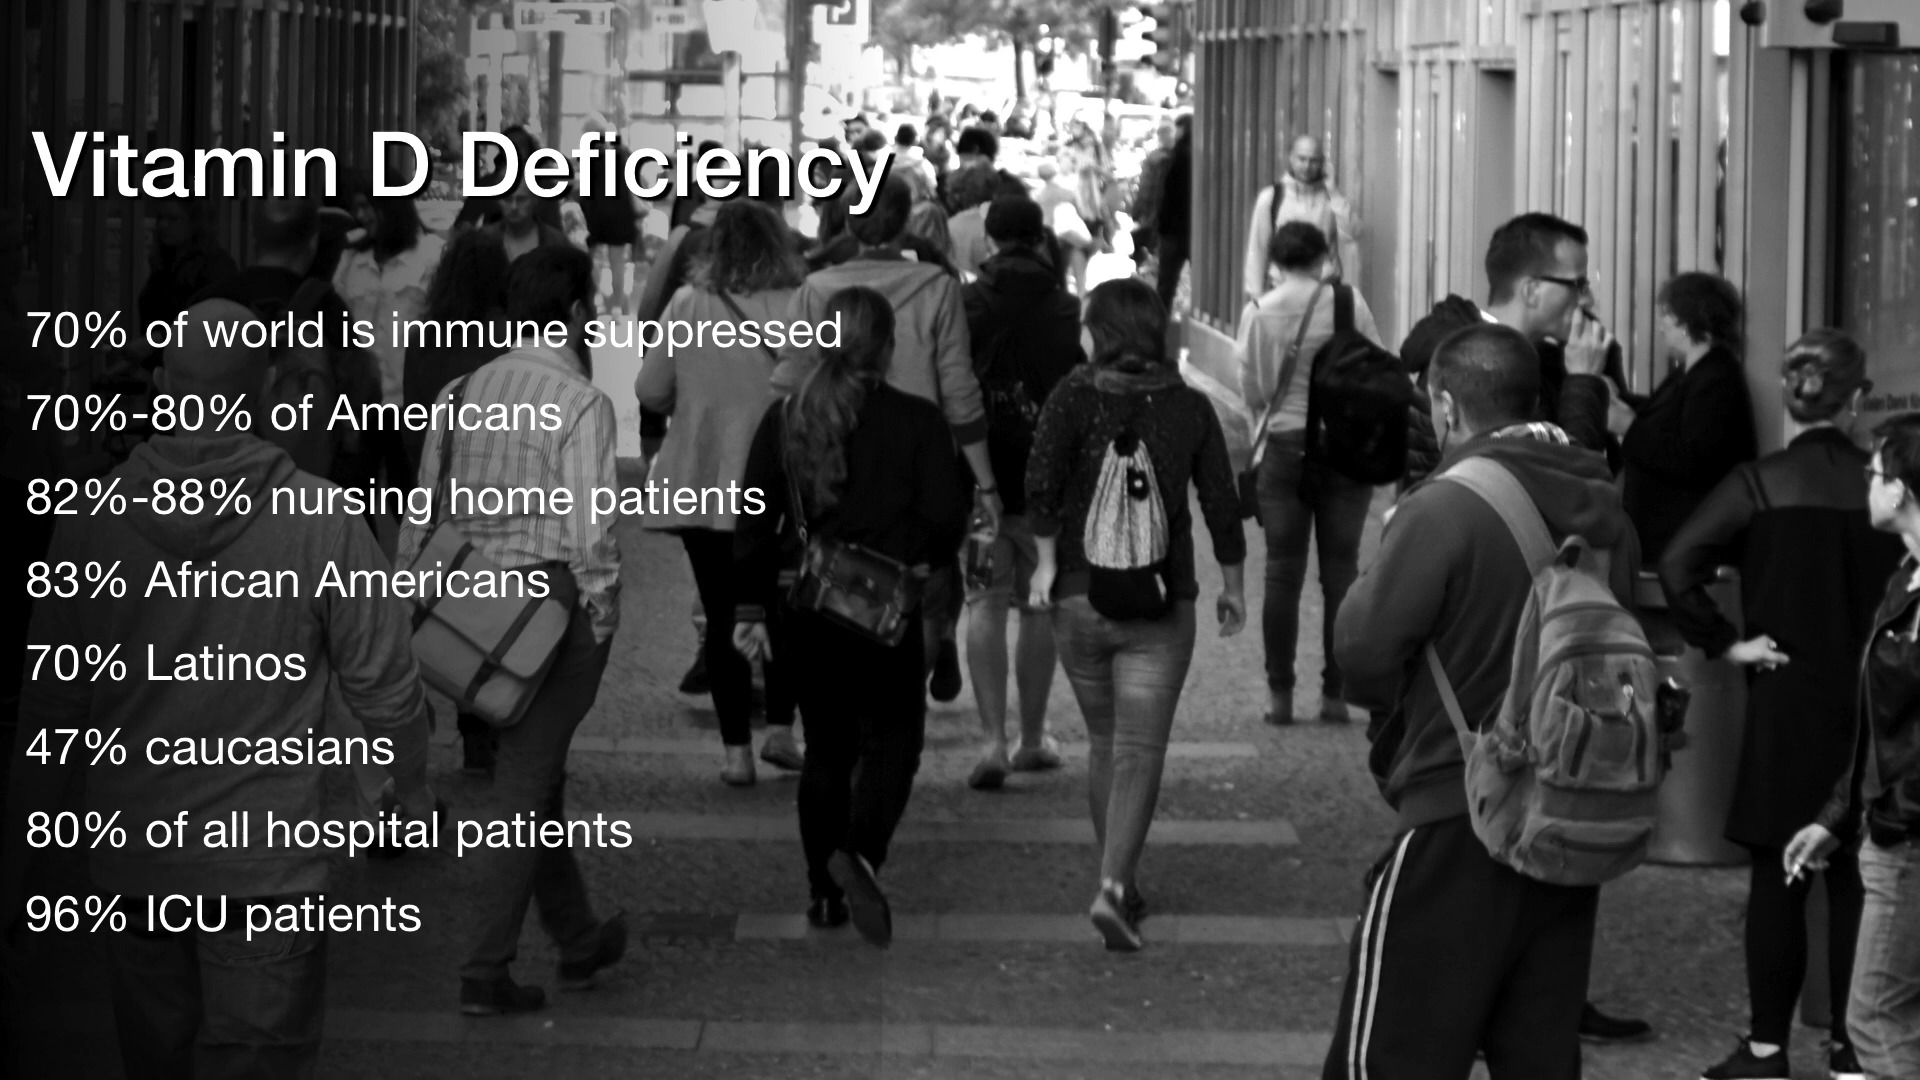 Vitamin D Deficiency
70% of world is immune suppressed
70%-80% of Americans
82%-88% nursing home patients
83% African Americans
70% Latinos
47% caucasians
80% of all hospital patients
96% ICU patients